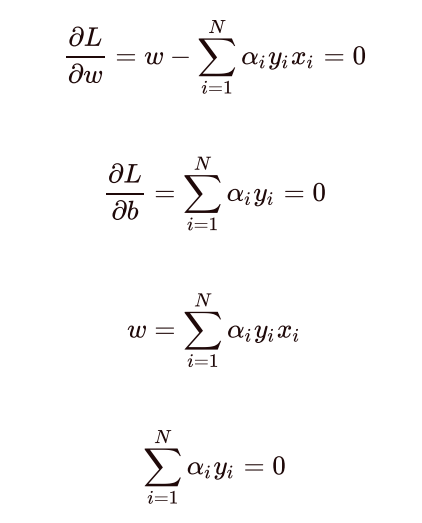 ∂L/∂w = w − ∑_{i=1}^{N} α_i y_i x_i = 0
∂L/∂b = ∑_{i=1}^{N} α_i y_i = 0
w = ∑_{i=1}^{N} α_i y_i x_i
∑_{i=1}^{N} α_i y_i = 0